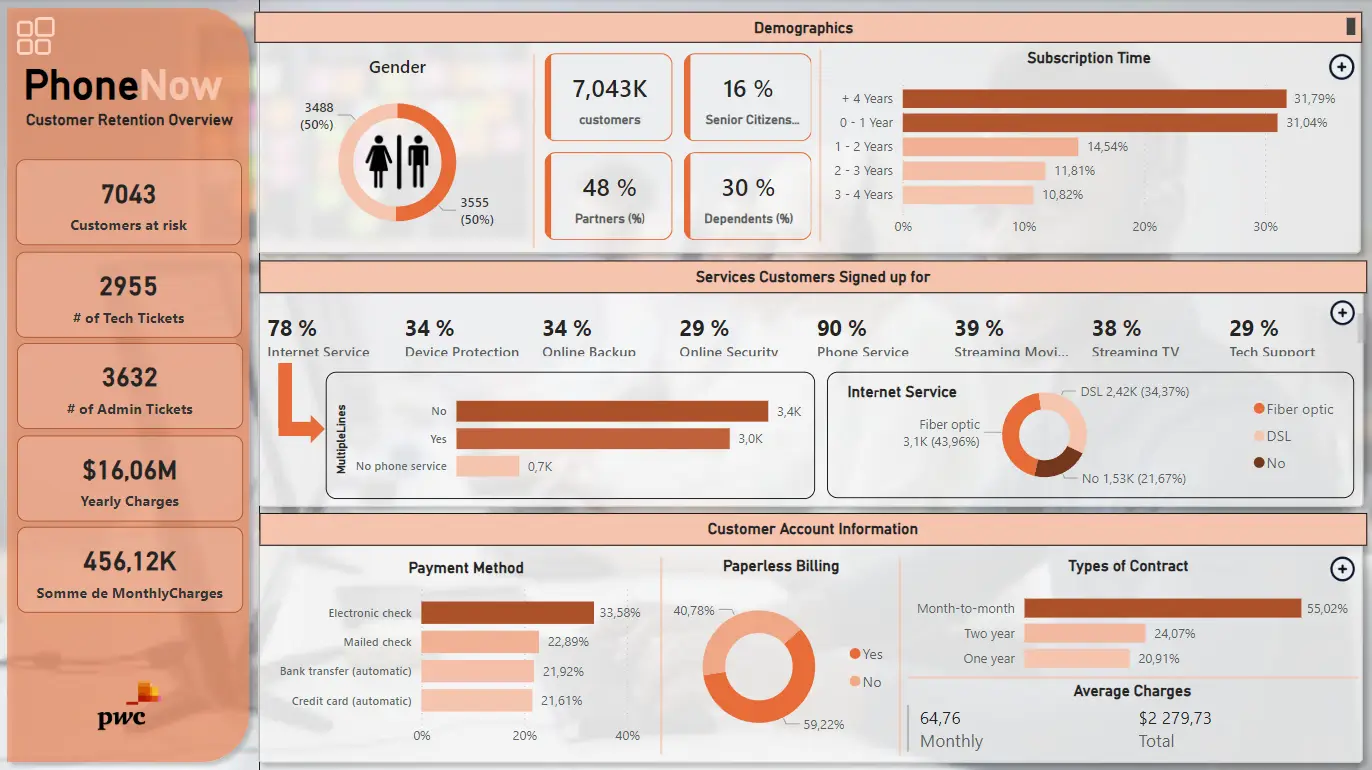 PhoneNow
Customer Retention Overview
7043
Customers at risk
2955
# of Tech Tickets
3632
# of Admin Tickets
$16,06M
Yearly Charges
456,12K
Somme de MonthlyCharges
pwc
Demographics
Gender
3488
(50%)
3555
(50%)
7,043K
customers
16 %
Senior Citizens...
48 %
Partners (%)
30 %
Dependents (%)
Subscription Time
+ 4 Years
31,79%
0 - 1 Year
31,04%
1 - 2 Years
14,54%
2 - 3 Years
11,81%
3 - 4 Years
10,82%
0% 10% 20% 30%
Services Customers Signed up for
78 %
Internet Service
34 %
Device Protection
34 %
Online Backup
29 %
Online Security
90 %
Phone Service
39 %
Streaming Movi...
38 %
Streaming TV
29 %
Tech Support
MultipleLines
No
3,4K
Yes
3,0K
No phone service
0,7K
Internet Service
DSL 2,42K (34,37%)
Fiber optic
3,1K (43,96%)
No 1,53K (21,67%)
Fiber optic
DSL
No
Customer Account Information
Payment Method
Electronic check
33,58%
Mailed check
22,89%
Bank transfer (automatic)
21,92%
Credit card (automatic)
21,61%
0% 20% 40%
Paperless Billing
40,78%
59,22%
Yes
No
Types of Contract
Month-to-month
55,02%
Two year
24,07%
One year
20,91%
Average Charges
64,76
Monthly
$2 279,73
Total